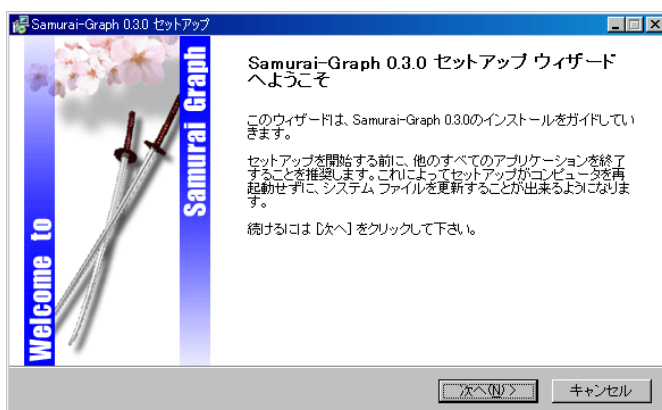 Samurai-Graph 0.3.0 セットアップ
Welcome to
Samurai Graph
Samurai-Graph 0.3.0 セットアップ ウィザード
へようこそ
このウィザードは、Samurai-Graph 0.3.0のインストールをガイドしてい
きます。
セットアップを開始する前に、他のすべてのアプリケーションを終了
することを推奨します。これによってセットアップがコンピュータを再
起動せずに、システム ファイルを更新することが出来るようになりま
す。
続けるには [次へ] をクリックして下さい。
次へ(N) >
キャンセル